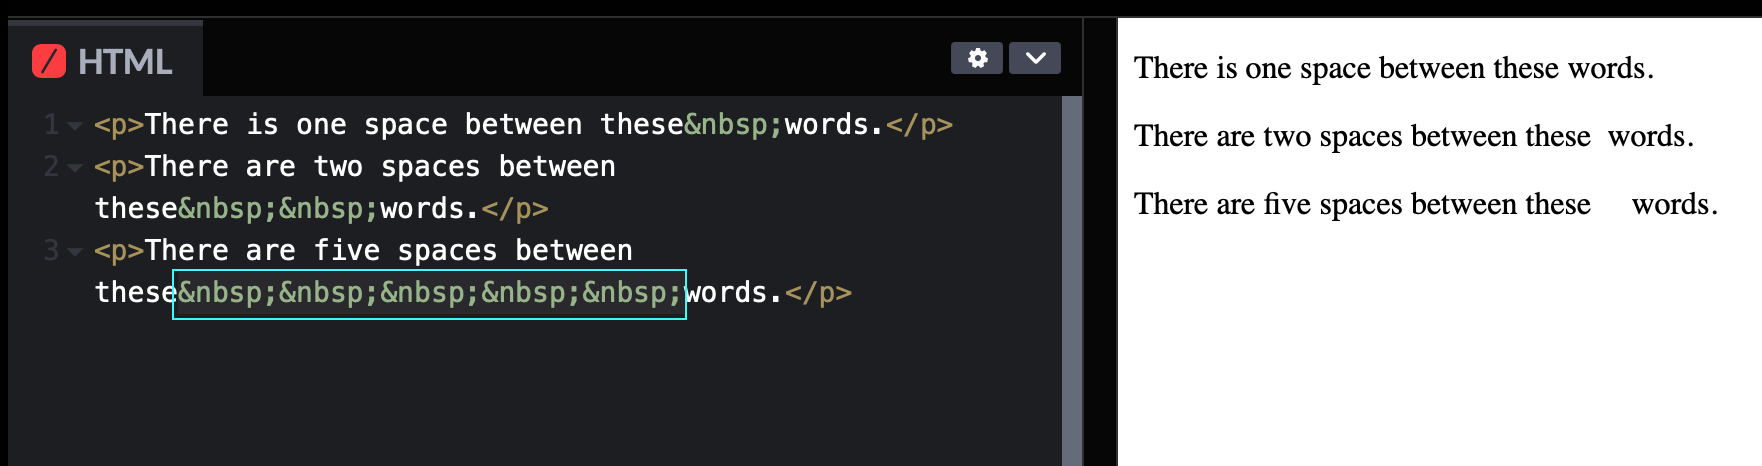 HTML
1 <p>There is one space between these&nbsp;words.</p>
2 <p>There are two spaces between
these&nbsp;&nbsp;words.</p>
3 <p>There are five spaces between
these&nbsp;&nbsp;&nbsp;&nbsp;&nbsp;words.</p>
There is one space between these words.
There are two spaces between these  words.
There are five spaces between these     words.